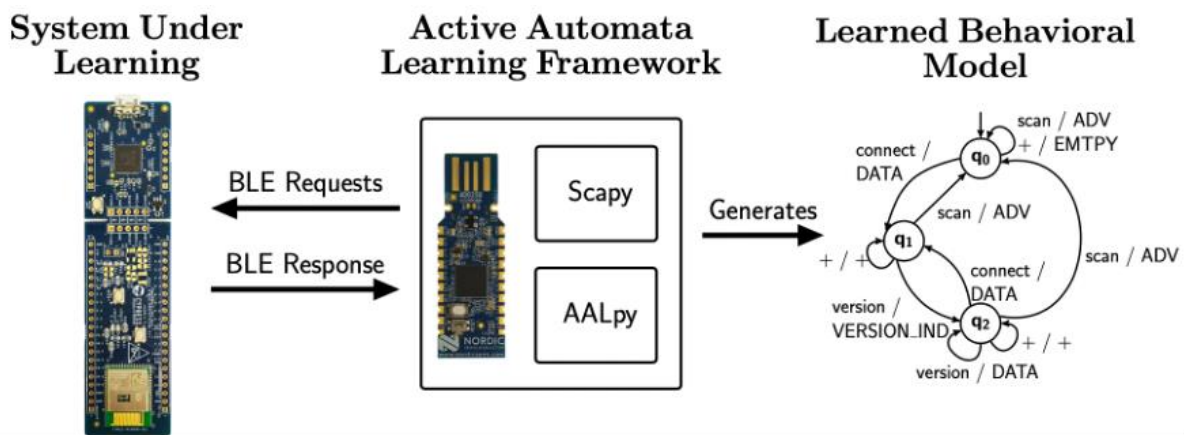 System Under
Learning
Active Automata
Learning Framework
Learned Behavioral
Model
BLE Requests
BLE Response
Scapy
AALpy
NORDIC
Generates
scan / ADV
+ / EMTPY
connect /
DATA
q0
scan / ADV
q1
+ / +
scan / ADV
connect /
DATA
version /
VERSION_IND
q2
+ / +
version / DATA